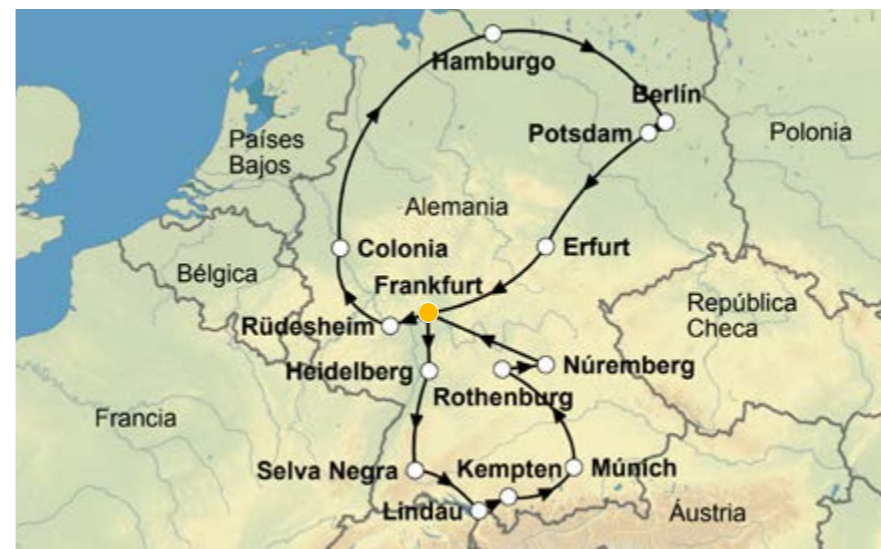 Hamburgo
Berlín
Potsdam
Países
Bajos
Polonia
Alemania
Colonia
Erfurt
Bélgica
Frankfurt
República
Checa
Rüdesheim
Heidelberg
Núremberg
Rothenburg
Francia
Selva Negra
Kempten
Múnich
Lindau
Áustria